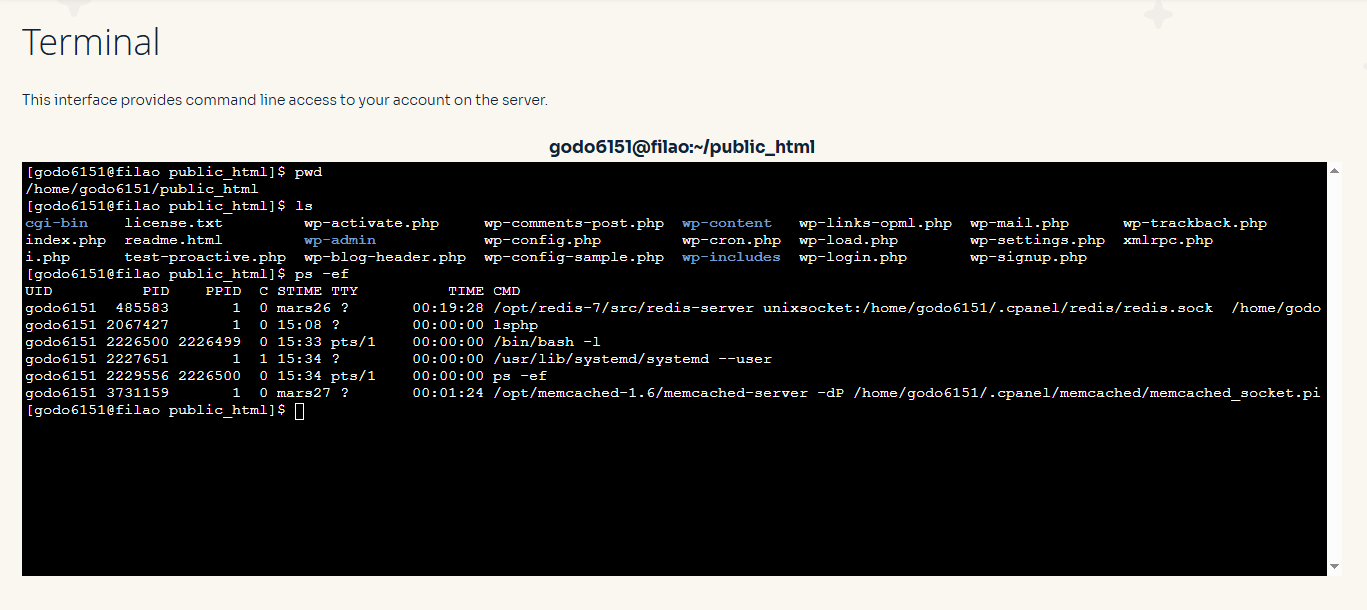 Terminal
This interface provides command line access to your account on the server.
godo6151@filao:~/public_html
[godo6151@filao public_html]$ pwd
/home/godo6151/public_html
[godo6151@filao public_html]$ ls
cgi-bin    license.txt         wp-activate.php     wp-comments-post.php  wp-content   wp-links-opml.php  wp-mail.php      wp-trackback.php
index.php  readme.html         wp-admin            wp-config.php         wp-cron.php  wp-load.php        wp-settings.php  xmlrpc.php
i.php      test-proactive.php  wp-blog-header.php  wp-config-sample.php  wp-includes  wp-login.php       wp-signup.php
[godo6151@filao public_html]$ ps -ef
UID          PID    PPID  C STIME TTY          TIME CMD
godo6151  485583       1  0 mars26 ?       00:19:28 /opt/redis-7/src/redis-server unixsocket:/home/godo6151/.cpanel/redis/redis.sock  /home/godo
godo6151 2067427       1  0 15:08 ?        00:00:00 lsphp
godo6151 2226500 2226499  0 15:33 pts/1    00:00:00 /bin/bash -l
godo6151 2227651       1  1 15:34 ?        00:00:00 /usr/lib/systemd/systemd --user
godo6151 2229556 2226500  0 15:34 pts/1    00:00:00 ps -ef
godo6151 3731159       1  0 mars27 ?       00:01:24 /opt/memcached-1.6/memcached-server -dP /home/godo6151/.cpanel/memcached/memcached_socket.pi
[godo6151@filao public_html]$